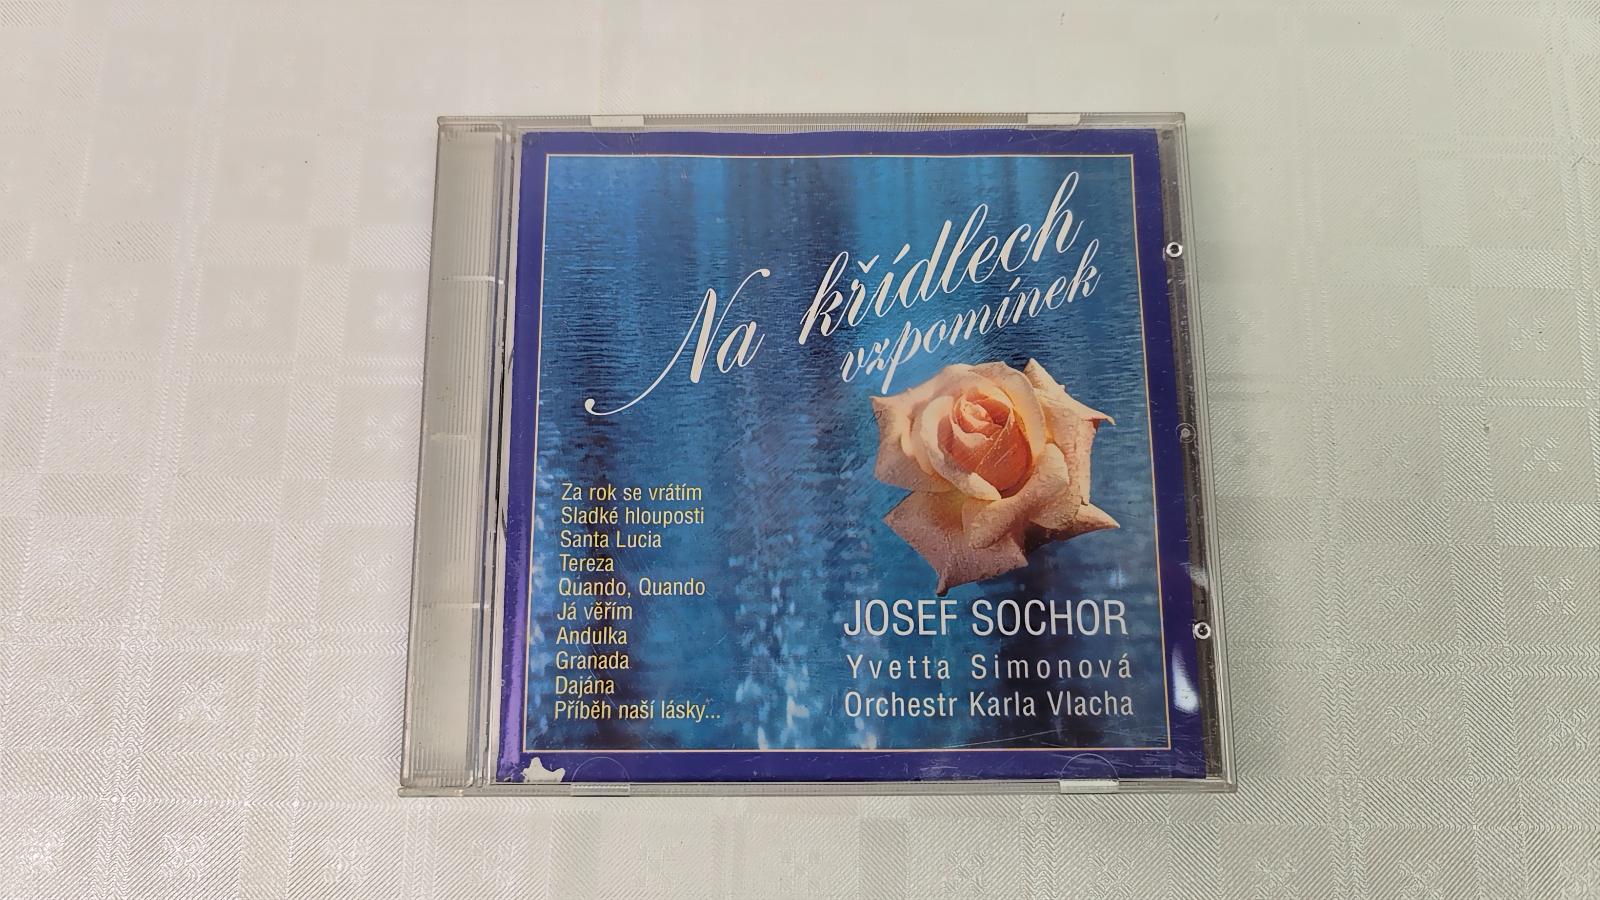 Na křídlech
vzpomínek
Za rok se vrátím
Sladké hlouposti
Santa Lucia
Tereza
Quando, Quando
Já věřím
Andulka
Granada
Dajána
Příběh naší lásky...
JOSEF SOCHOR
Yvetta Simonová
Orchestr Karla Vlacha